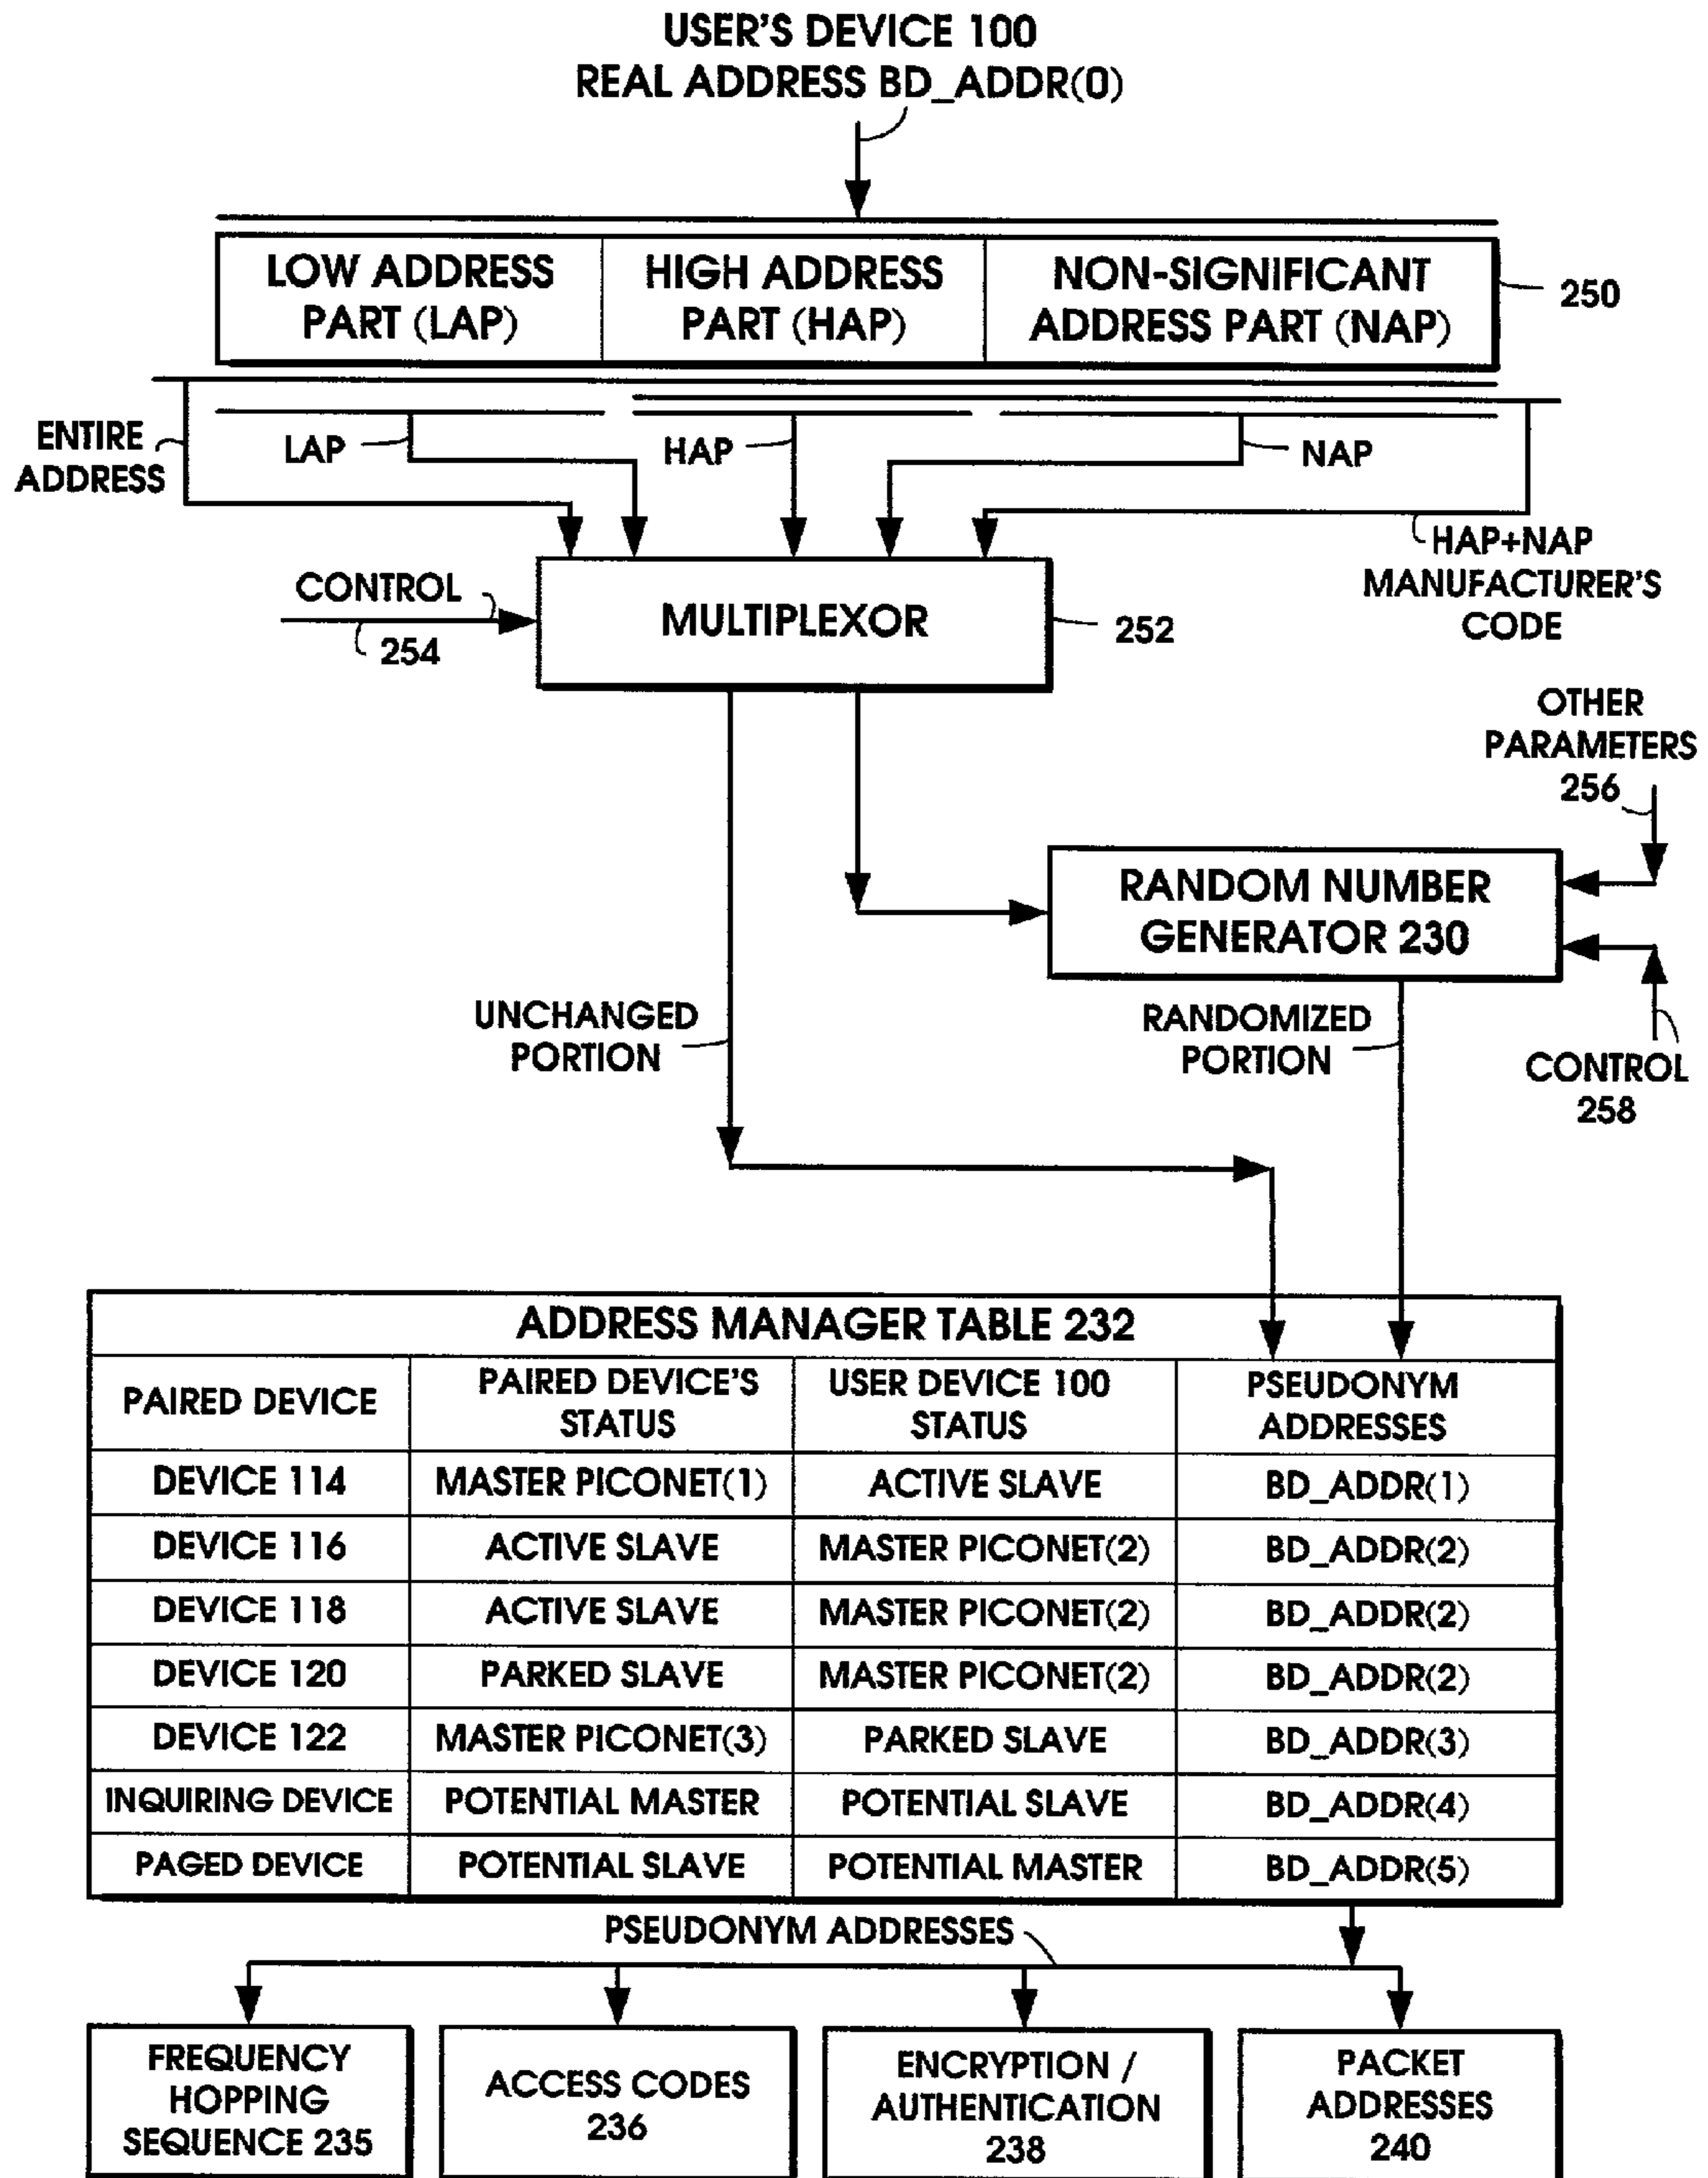 USER'S DEVICE 100
REAL ADDRESS BD_ADDR(0)
LOW ADDRESS
PART (LAP)
HIGH ADDRESS
PART (HAP)
NON-SIGNIFICANT
ADDRESS PART (NAP)
250
ENTIRE
ADDRESS
LAP
HAP
NAP
HAP+NAP
MANUFACTURER'S
CODE
CONTROL
254
MULTIPLEXOR
252
OTHER
PARAMETERS
256
RANDOM NUMBER
GENERATOR 230
UNCHANGED
PORTION
RANDOMIZED
PORTION
CONTROL
258
ADDRESS MANAGER TABLE 232
PAIRED DEVICE
PAIRED DEVICE'S
STATUS
USER DEVICE 100
STATUS
PSEUDONYM
ADDRESSES
DEVICE 114 MASTER PICONET(1) ACTIVE SLAVE BD_ADDR(1)
DEVICE 116 ACTIVE SLAVE MASTER PICONET(2) BD_ADDR(2)
DEVICE 118 ACTIVE SLAVE MASTER PICONET(2) BD_ADDR(2)
DEVICE 120 PARKED SLAVE MASTER PICONET(2) BD_ADDR(2)
DEVICE 122 MASTER PICONET(3) PARKED SLAVE BD_ADDR(3)
INQUIRING DEVICE POTENTIAL MASTER POTENTIAL SLAVE BD_ADDR(4)
PAGED DEVICE POTENTIAL SLAVE POTENTIAL MASTER BD_ADDR(5)
PSEUDONYM ADDRESSES
FREQUENCY
HOPPING
SEQUENCE 235
ACCESS CODES
236
ENCRYPTION /
AUTHENTICATION
238
PACKET
ADDRESSES
240